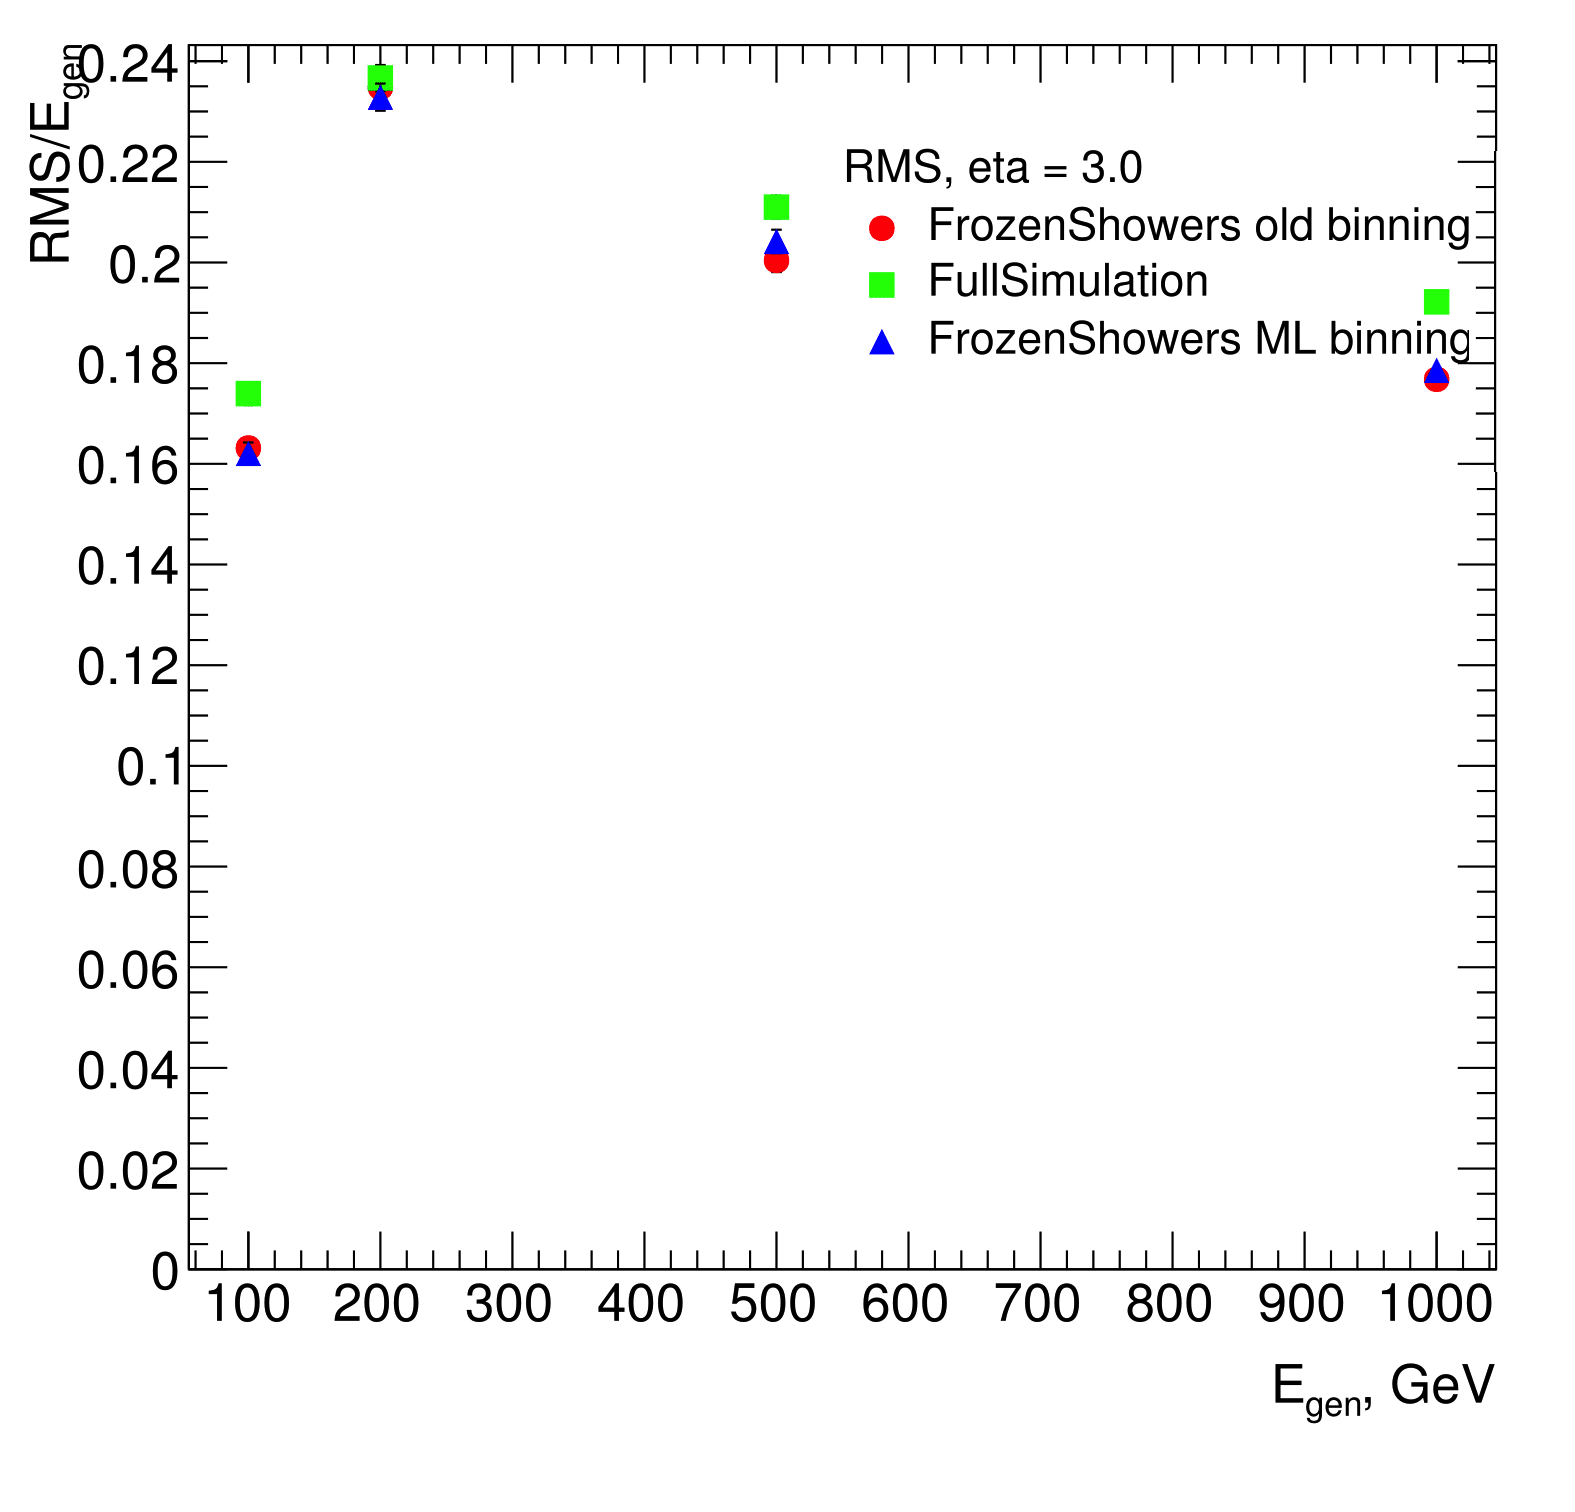 RMS/Egen
0.24
0.22
0.2
0.18
0.16
0.14
0.12
0.1
0.08
0.06
0.04
0.02
0
RMS, eta = 3.0
FrozenShowers old binning
FullSimulation
FrozenShowers ML binning
100 200 300 400 500 600 700 800 900 1000
Egen, GeV